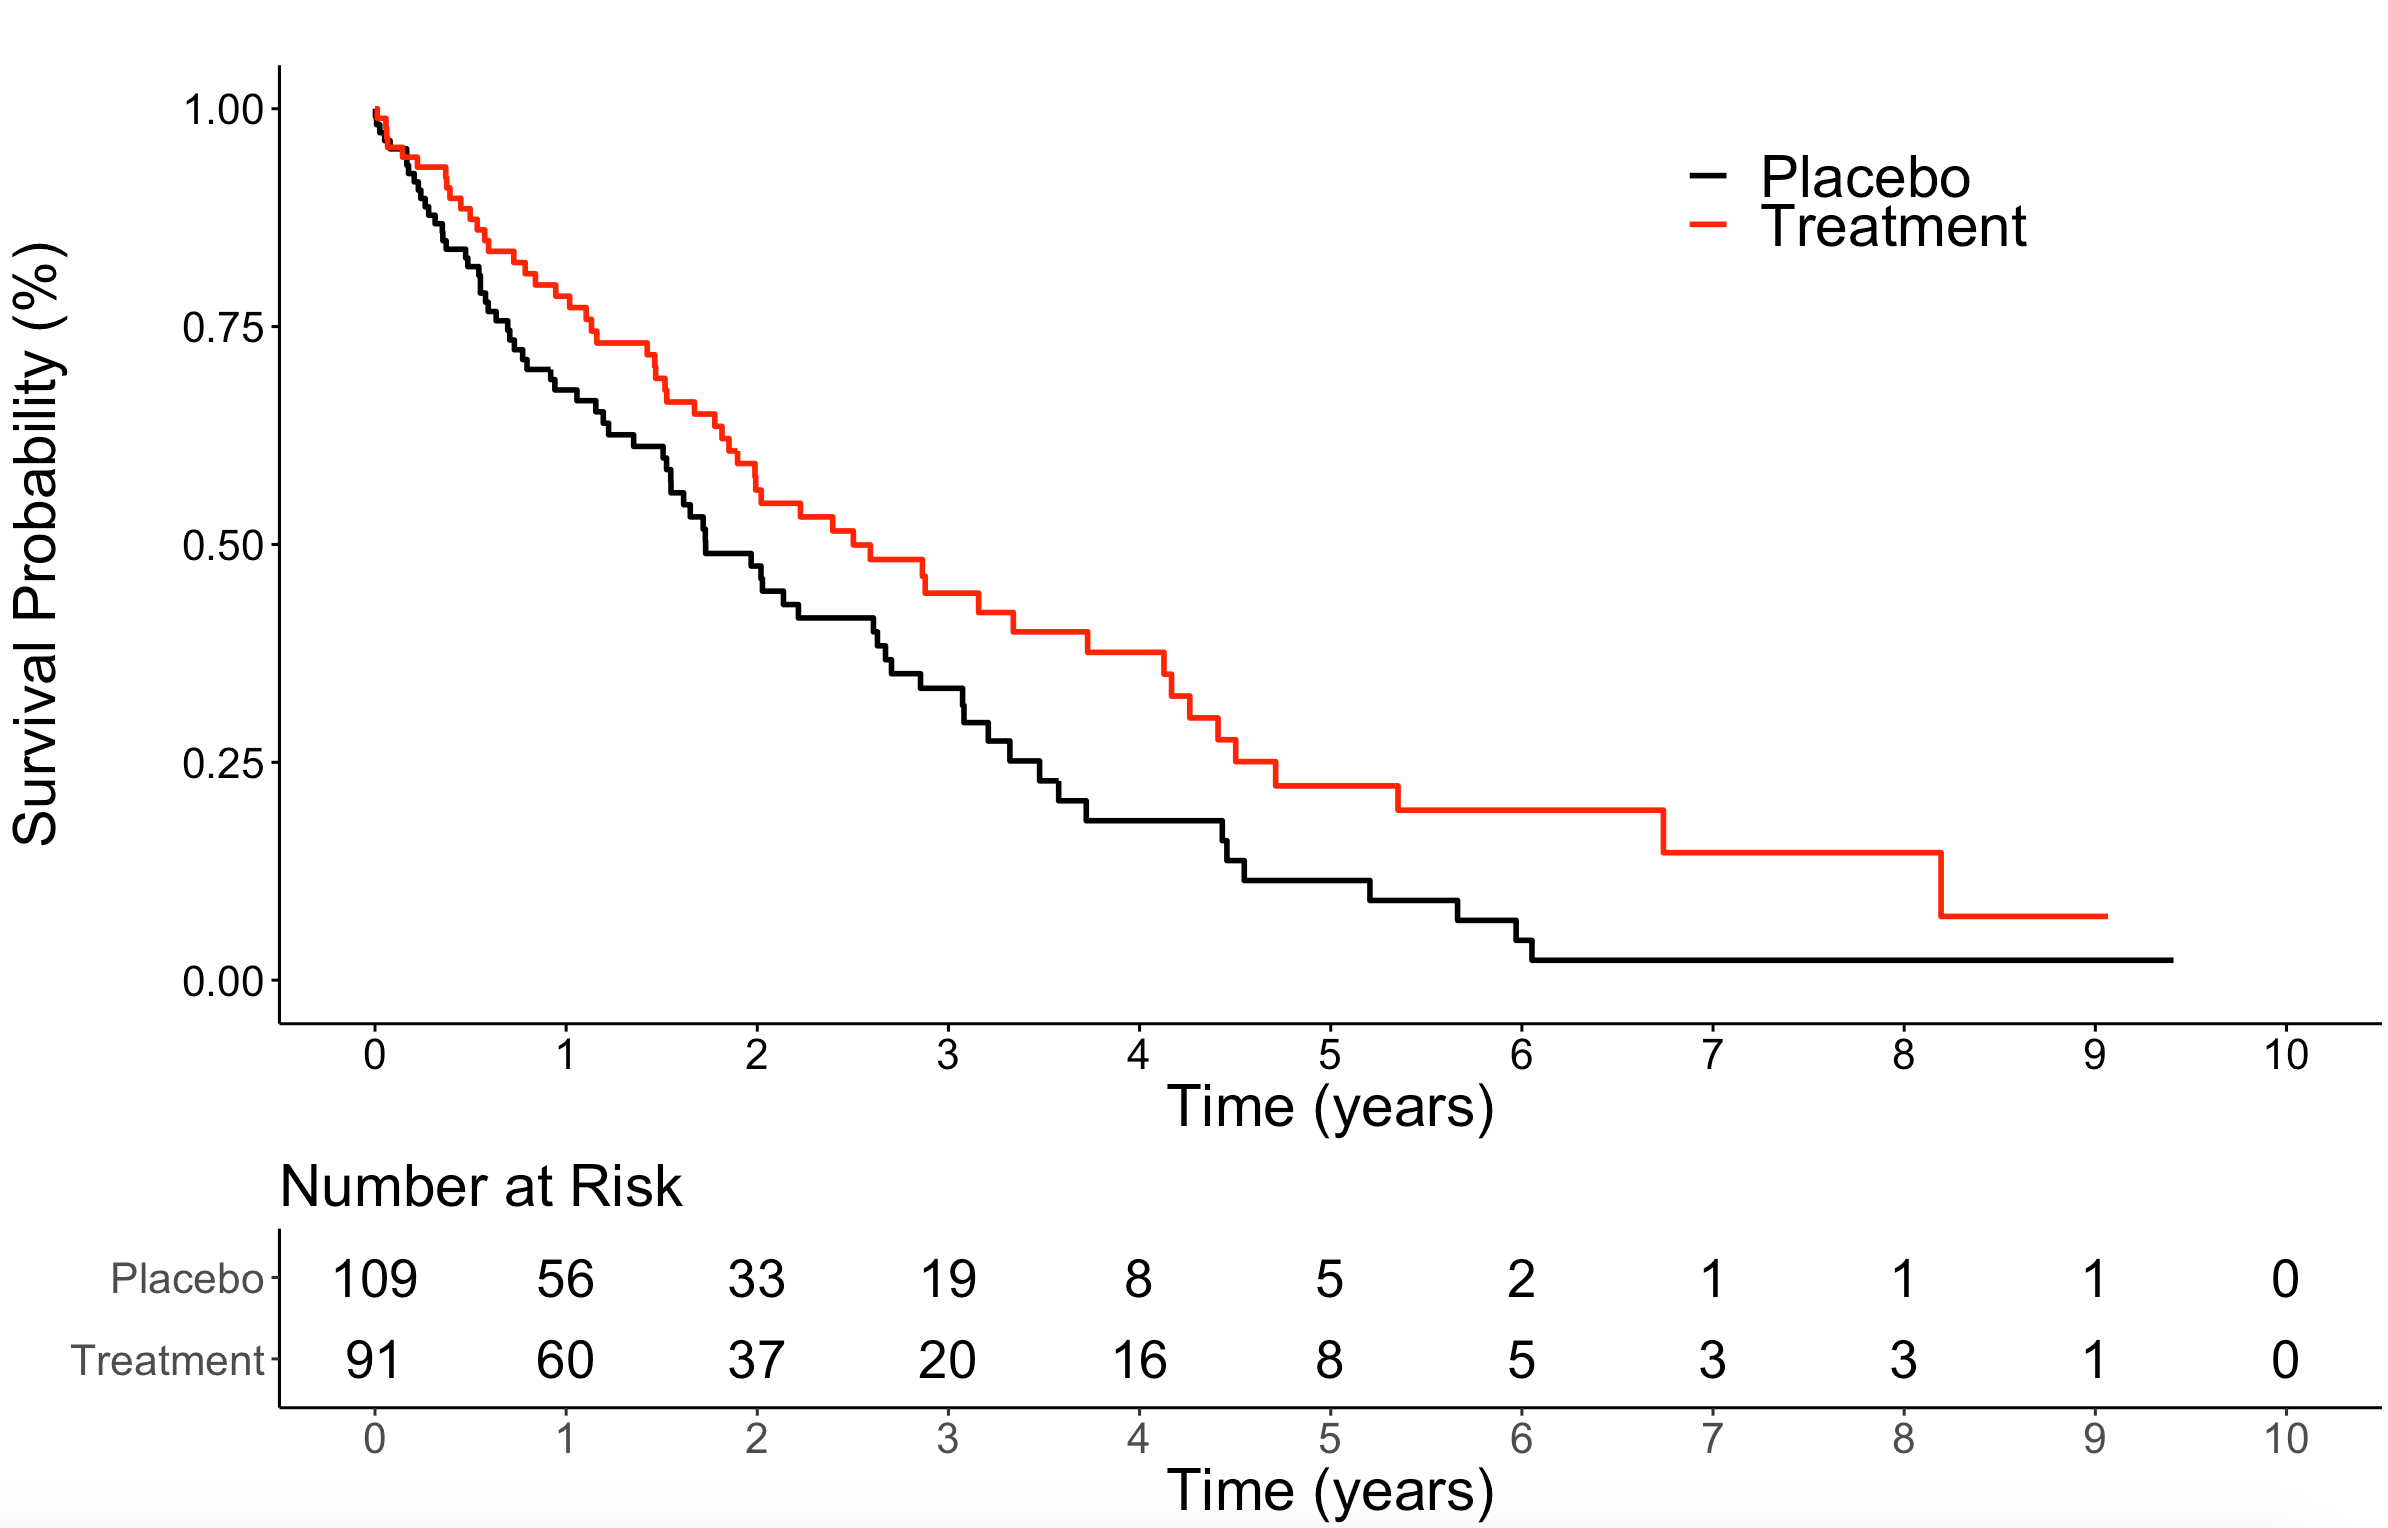 Survival Probability (%)
1.00
0.75
0.50
0.25
0.00
Placebo
Treatment
0 1 2 3 4 5 6 7 8 9 10
Time (years)
Number at Risk
Placebo 109 56 33 19 8 5 2 1 1 1 0
Treatment 91 60 37 20 16 8 5 3 3 1 0
0 1 2 3 4 5 6 7 8 9 10
Time (years)